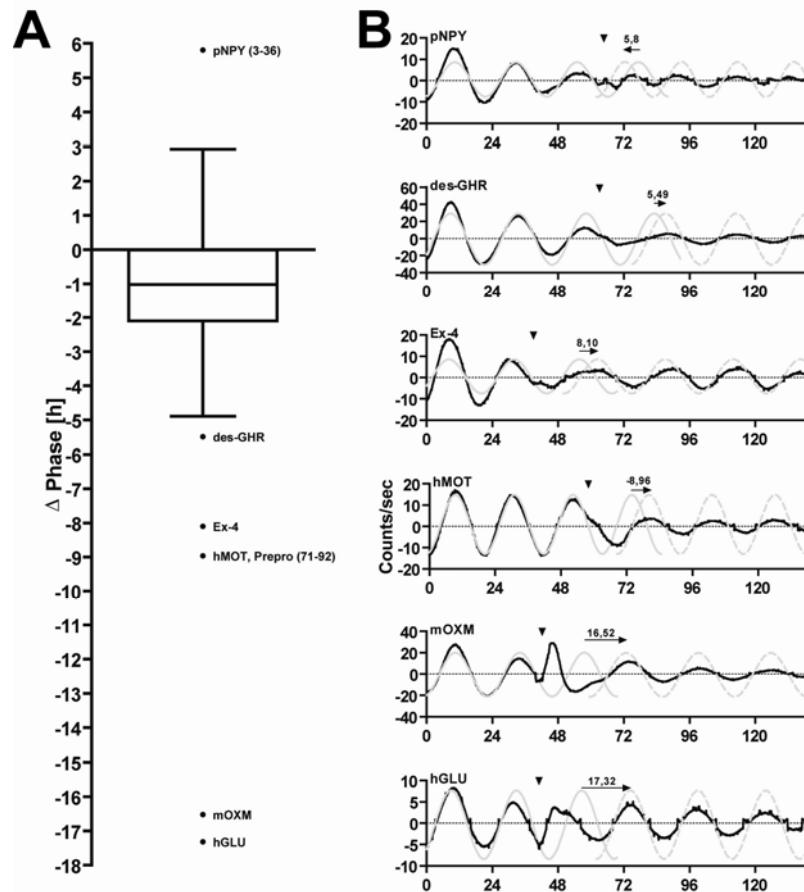 A
6
5
4
3
2
1
0
-1
-2
-3
-4
-5
-6
-7
-8
-9
-10
-11
-12
-13
-14
-15
-16
-17
-18
Δ Phase [h]
pNPY (3-36)
des-GHR
Ex-4
hMOT, Prepro (71-92)
mOXM
hGLU
B
Counts/sec
pNPY
5,8
20
10
0
-10
-20
0 24 48 72 96 120
des-GHR
5,49
60
40
20
0
-20
-40
0 24 48 72 96 120
Ex-4
8,10
20
10
0
-10
-20
0 24 48 72 96 120
hMOT
-8,96
20
10
0
-10
-20
0 24 48 72 96 120
mOXM
16,52
40
20
0
-20
-40
0 24 48 72 96 120
hGLU
17,32
10
5
0
-5
-10
0 24 48 72 96 120